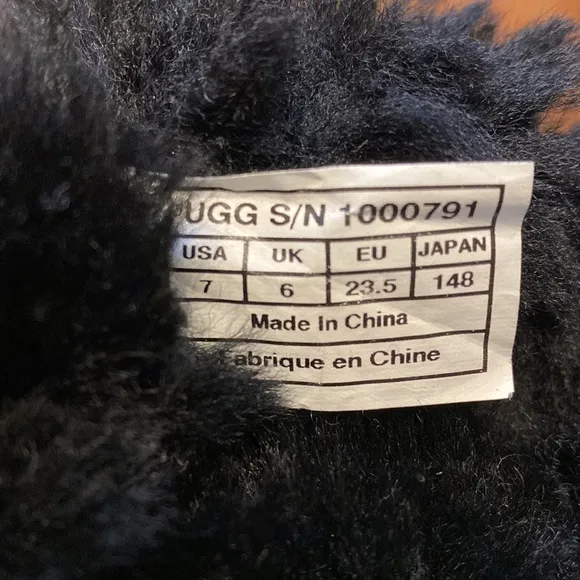 UGG S/N 1000791
USA UK EU JAPAN
7 6 23.5 148
Made In China
Fabrique en Chine